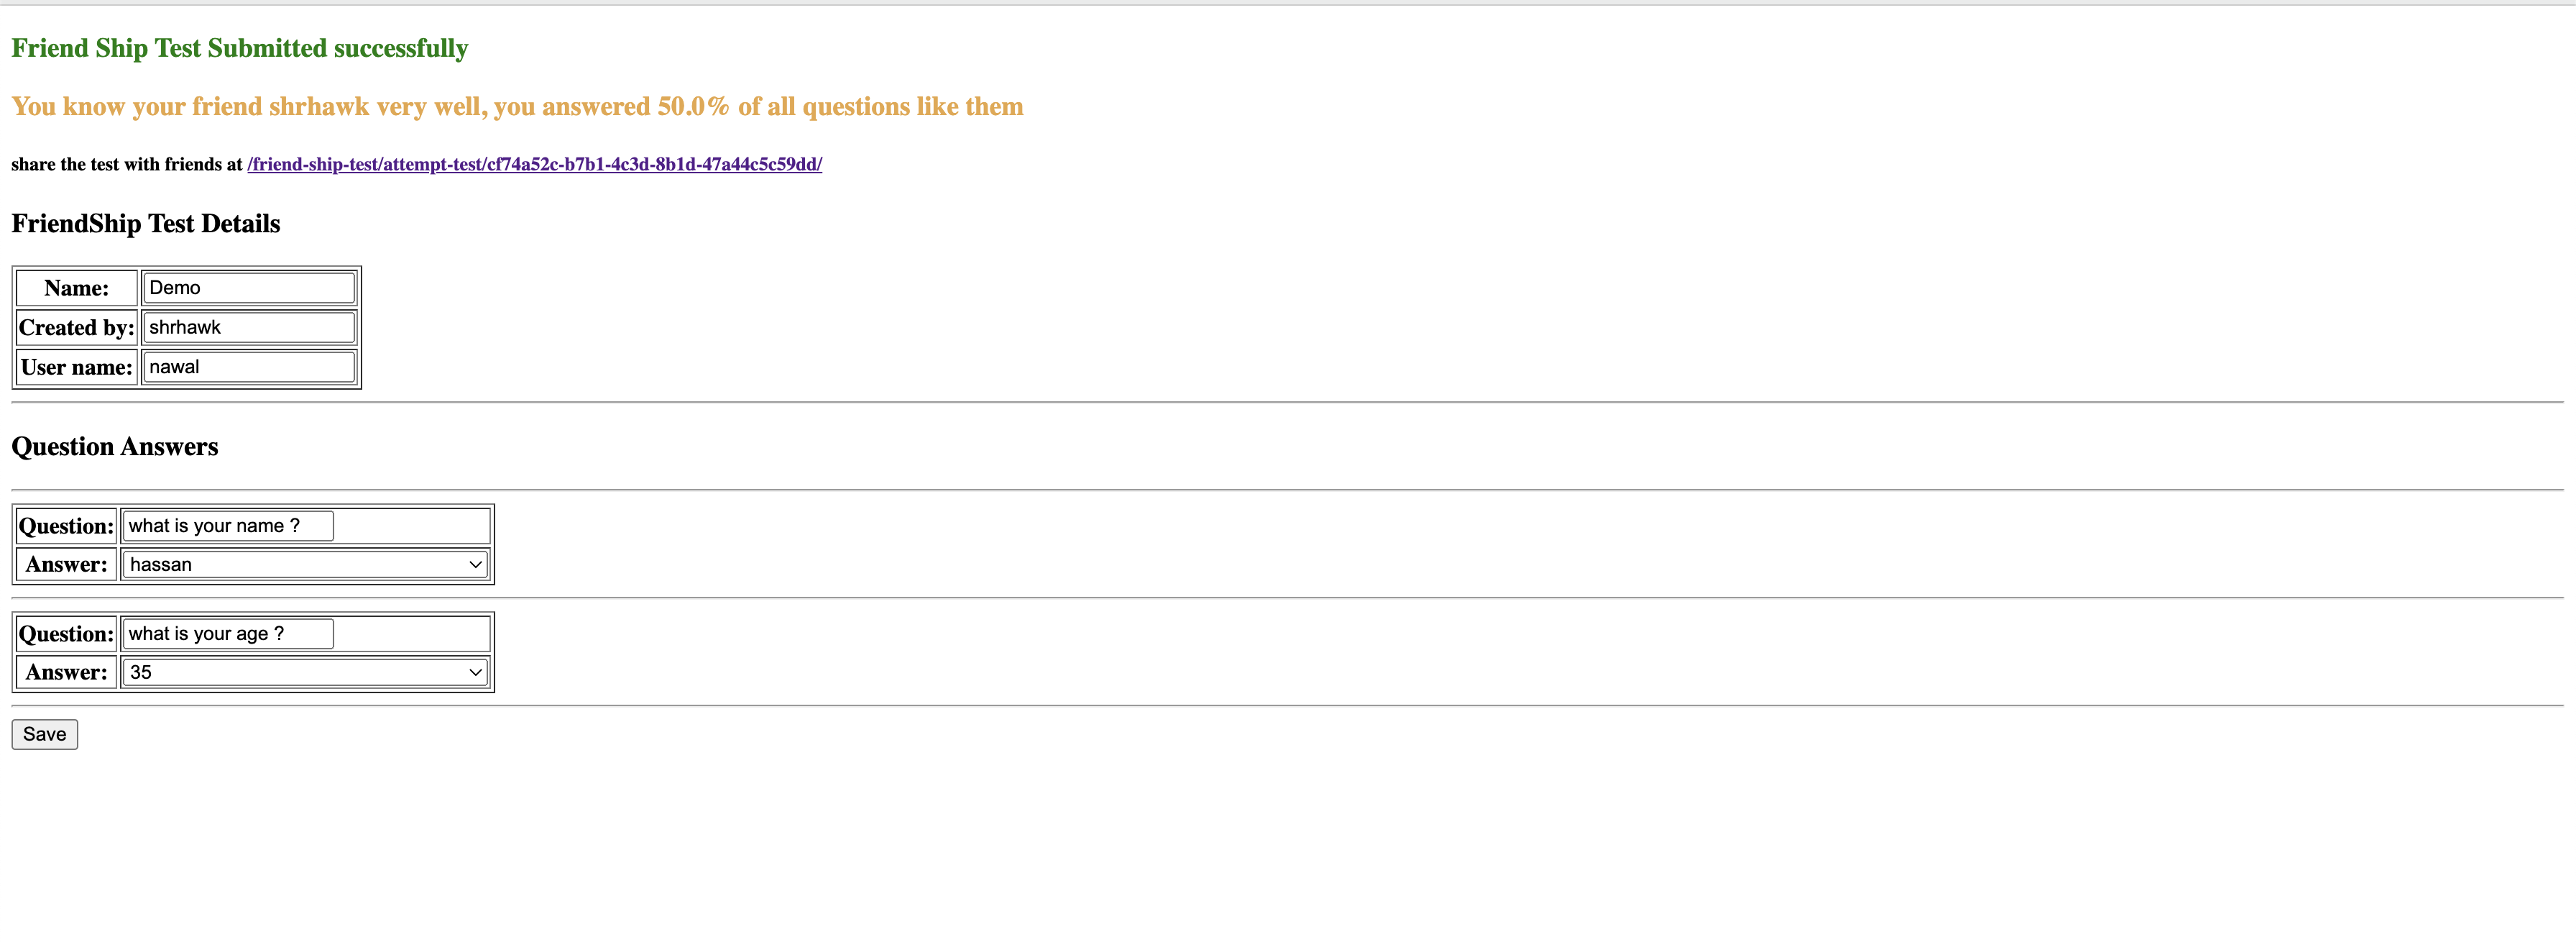 Friend Ship Test Submitted successfully
You know your friend shrhawk very well, you answered 50.0% of all questions like them
share the test with friends at /friend-ship-test/attempt-test/cf74a52c-b7b1-4c3d-8b1d-47a44c5c59dd/
FriendShip Test Details
Name: Demo
Created by: shrhawk
User name: nawal
Question Answers
Question: what is your name ?
Answer: hassan
Question: what is your age ?
Answer: 35
Save